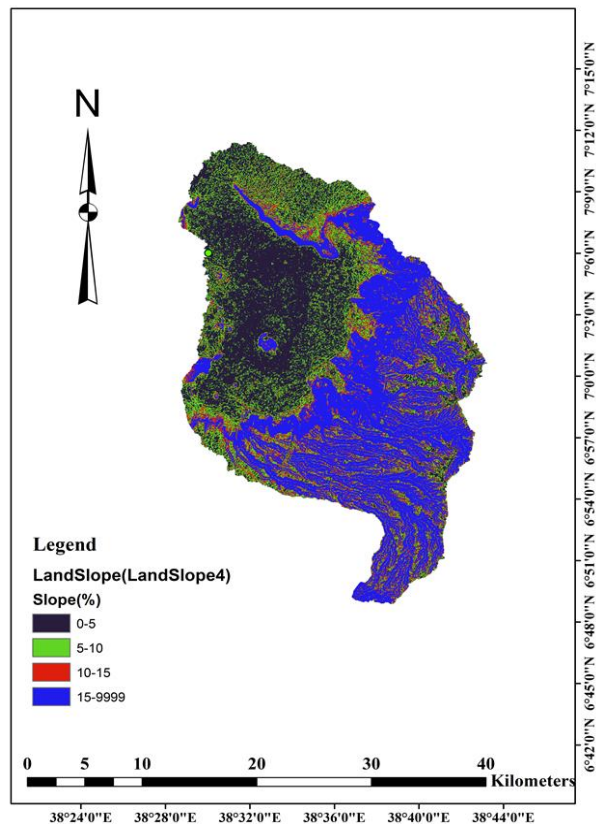 N
7°15'0"N
7°12'0"N
7°9'0"N
7°6'0"N
7°3'0"N
7°0'0"N
6°57'0"N
6°54'0"N
6°51'0"N
6°48'0"N
6°45'0"N
6°42'0"N
Legend
LandSlope(LandSlope4)
Slope(%)
0-5
5-10
10-15
15-9999
0 5 10 20 30 40
Kilometers
38°24'0"E 38°28'0"E 38°32'0"E 38°36'0"E 38°40'0"E 38°44'0"E